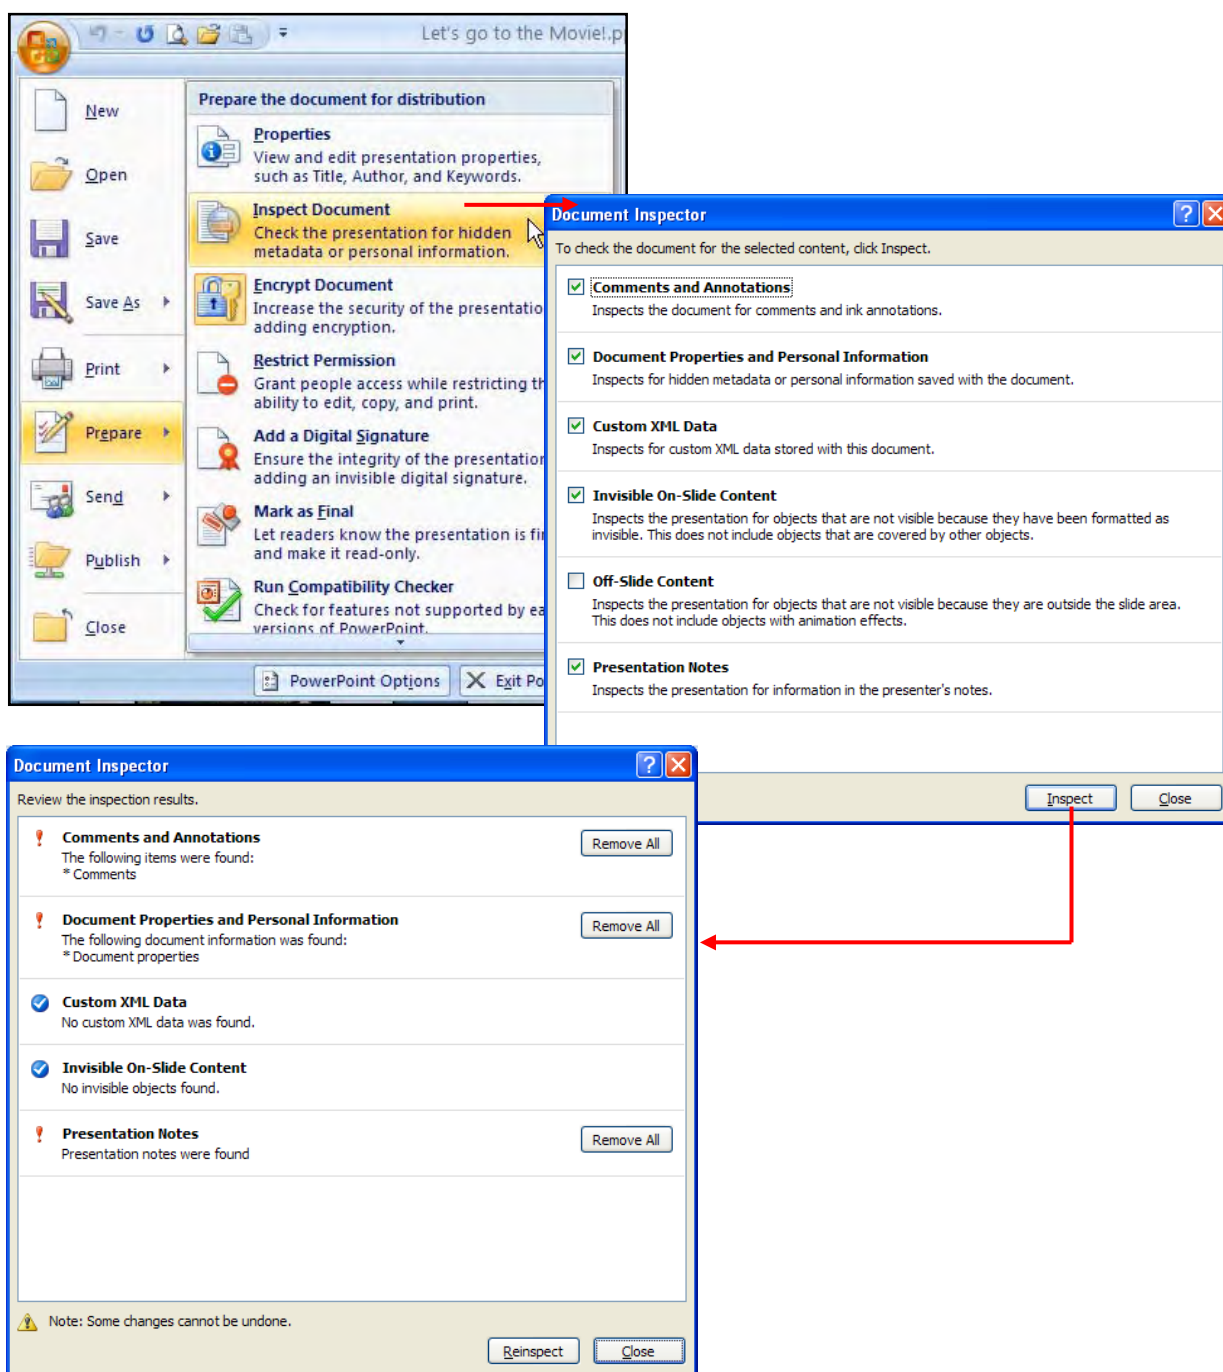 Let's go to the Movie!.p
New
Open
Save
Save As
Print
Prepare
Send
Publish
Close
Prepare the document for distribution
Properties
View and edit presentation properties,
such as Title, Author, and Keywords.
Inspect Document
Check the presentation for hidden
metadata or personal information.
Encrypt Document
Increase the security of the presentatio
adding encryption.
Restrict Permission
Grant people access while restricting th
ability to edit, copy, and print.
Add a Digital Signature
Ensure the integrity of the presentation
adding an invisible digital signature.
Mark as Final
Let readers know the presentation is fi
and make it read-only.
Run Compatibility Checker
Check for features not supported by ea
versions of PowerPoint.
PowerPoint Options
Exit Po
Document Inspector
To check the document for the selected content, click Inspect.
Comments and Annotations
Inspects the document for comments and ink annotations.
Document Properties and Personal Information
Inspects for hidden metadata or personal information saved with the document.
Custom XML Data
Inspects for custom XML data stored with this document.
Invisible On-Slide Content
Inspects the presentation for objects that are not visible because they have been formatted as
invisible. This does not include objects that are covered by other objects.
Off-Slide Content
Inspects the presentation for objects that are not visible because they are outside the slide area.
This does not include objects with animation effects.
Presentation Notes
Inspects the presentation for information in the presenter's notes.
Inspect
Close
Document Inspector
Review the inspection results.
Comments and Annotations
The following items were found:
* Comments
Remove All
Document Properties and Personal Information
The following document information was found:
* Document properties
Remove All
Custom XML Data
No custom XML data was found.
Invisible On-Slide Content
No invisible objects found.
Presentation Notes
Presentation notes were found
Remove All
Note: Some changes cannot be undone.
Reinspect
Close